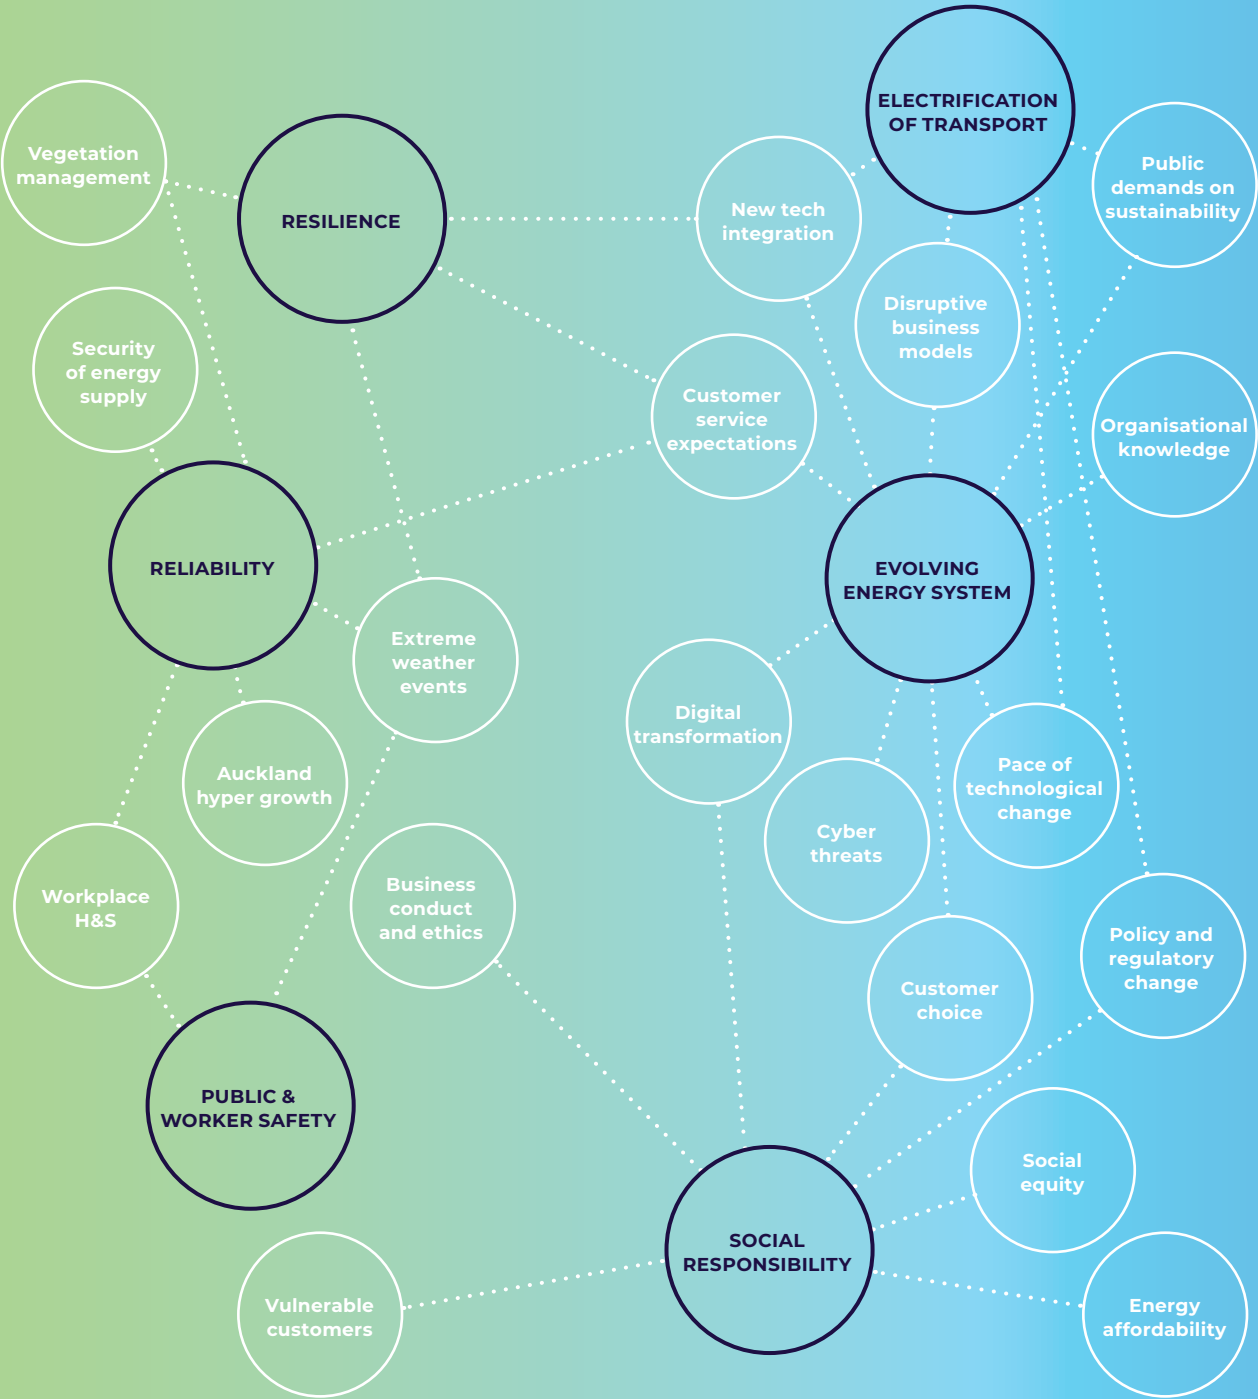 ELECTRIFICATION
OF TRANSPORT
Vegetation
management
Public
demands on
sustainability
RESILIENCE
New tech
integration
Disruptive
business
models
Security
of energy
supply
Customer
service
expectations
Organisational
knowledge
RELIABILITY
EVOLVING
ENERGY SYSTEM
Extreme
weather
events
Digital
transformation
Auckland
hyper growth
Pace of
technological
change
Cyber
threats
Workplace
H&S
Business
conduct
and ethics
Policy and
regulatory
change
Customer
choice
PUBLIC &
WORKER SAFETY
Social
equity
SOCIAL
RESPONSIBILITY
Vulnerable
customers
Energy
affordability